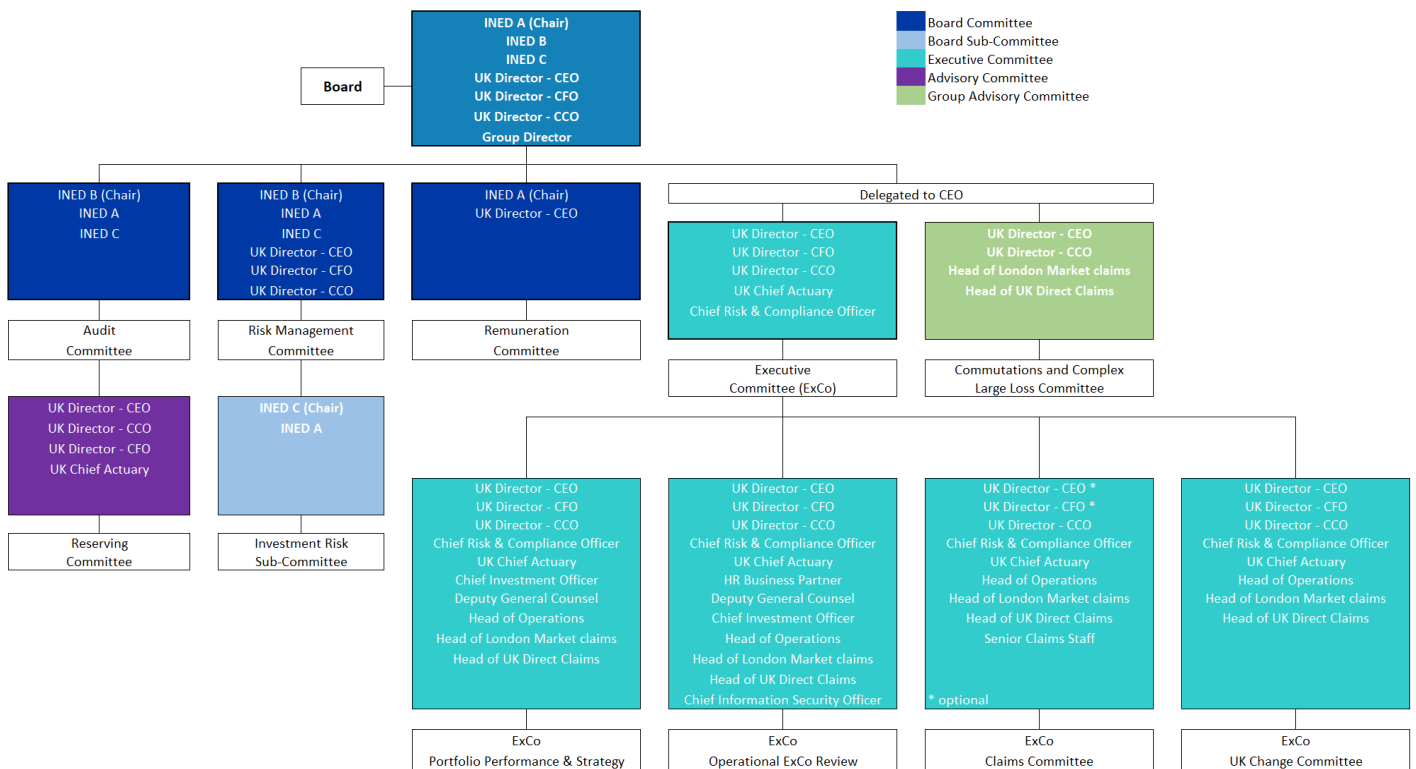 Board
INED A (Chair)
INED B
INED C
UK Director - CEO
UK Director - CFO
UK Director - CCO
Group Director
Board Committee
Board Sub-Committee
Executive Committee
Advisory Committee
Group Advisory Committee
INED B (Chair)
INED A
INED C
Audit
Committee
INED B (Chair)
INED A
INED C
UK Director - CEO
UK Director - CFO
UK Director - CCO
Risk Management
Committee
INED A (Chair)
UK Director - CEO
Remuneration
Committee
Delegated to CEO
UK Director - CEO
UK Director - CFO
UK Director - CCO
UK Chief Actuary
Chief Risk & Compliance Officer
Executive
Committee (ExCo)
UK Director - CEO
UK Director - CCO
Head of London Market claims
Head of UK Direct Claims
Commutations and Complex
Large Loss Committee
UK Director - CEO
UK Director - CCO
UK Director - CFO
UK Chief Actuary
Reserving
Committee
INED C (Chair)
INED A
Investment Risk
Sub-Committee
UK Director - CEO
UK Director - CFO
UK Director - CCO
Chief Risk & Compliance Officer
UK Chief Actuary
Chief Investment Officer
Deputy General Counsel
Head of Operations
Head of London Market claims
Head of UK Direct Claims
ExCo
Portfolio Performance & Strategy
UK Director - CEO
UK Director - CFO
UK Director - CCO
Chief Risk & Compliance Officer
UK Chief Actuary
HR Business Partner
Deputy General Counsel
Chief Investment Officer
Head of Operations
Head of London Market claims
Head of UK Direct Claims
Chief Information Security Officer
ExCo
Operational ExCo Review
UK Director - CEO *
UK Director - CFO *
UK Director - CCO
Chief Risk & Compliance Officer
UK Chief Actuary
Head of Operations
Head of London Market claims
Head of UK Direct Claims
Senior Claims Staff
* optional
ExCo
Claims Committee
UK Director - CEO
UK Director - CFO
UK Director - CCO
Chief Risk & Compliance Officer
UK Chief Actuary
Head of Operations
Head of London Market claims
Head of UK Direct Claims
ExCo
UK Change Committee